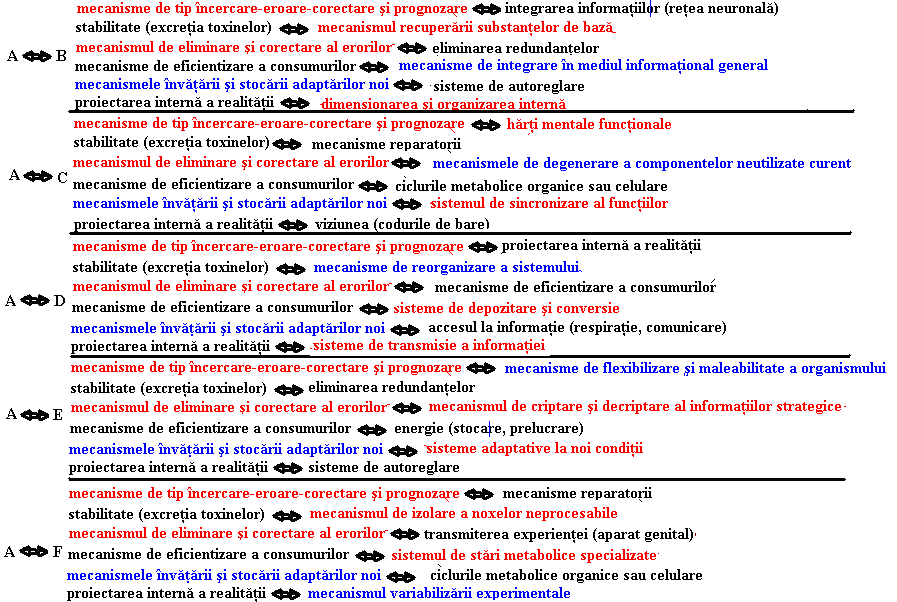 mecanisme de tip încercare-eroare-corectare și prognozare ⇔ integrarea informațiilor (rețea neuronală)
stabilitate (excreția toxinelor) ⇔ mecanismul recuperării substanțelor de bază
mecanismul de eliminare și corectare al erorilor ⇔ eliminarea redundanțelor
A ⇔ B
mecanisme de eficientizare a consumurilor ⇔ mecanisme de integrare în mediul informațional general
mecanismele învățării și stocării adaptărilor noi ⇔ sisteme de autoreglare
proiectarea internă a realității ⇔ dimensionarea și organizarea internă
mecanisme de tip încercare-eroare-corectare și prognozare ⇔ hărți mentale funcționale
stabilitate (excreția toxinelor) ⇔ mecanisme reparatorii
mecanismul de eliminare și corectare al erorilor ⇔ mecanismele de degenerare a componentelor neutilizate curent
A ⇔ C
mecanisme de eficientizare a consumurilor ⇔ ciclurile metabolice organice sau celulare
mecanismele învățării și stocării adaptărilor noi ⇔ sistemul de sincronizare al funcțiilor
proiectarea internă a realității ⇔ viziunea (codurile de bare)
mecanisme de tip încercare-eroare-corectare și prognozare ⇔ proiectarea internă a realității
stabilitate (excreția toxinelor) ⇔ mecanisme de reorganizare a sistemului
mecanismul de eliminare și corectare al erorilor ⇔ mecanisme de eficientizare a consumurilor
A ⇔ D
mecanisme de eficientizare a consumurilor ⇔ sisteme de depozitare și conversie
mecanismele învățării și stocării adaptărilor noi ⇔ accesul la informație (respirație, comunicare)
proiectarea internă a realității ⇔ sisteme de transmisie a informației
mecanisme de tip încercare-eroare-corectare și prognozare ⇔ mecanisme de flexibilizare și maleabilitate a organismului
stabilitate (excreția toxinelor) ⇔ eliminarea redundanțelor
mecanismul de eliminare și corectare al erorilor ⇔ mecanismul de criptare și decriptare al informațiilor strategice
A ⇔ E
mecanisme de eficientizare a consumurilor ⇔ energie (stocare, prelucrare)
mecanismele învățării și stocării adaptărilor noi ⇔ sisteme adaptative la noi condiții
proiectarea internă a realității ⇔ sisteme de autoreglare
mecanisme de tip încercare-eroare-corectare și prognozare ⇔ mecanisme reparatorii
stabilitate (excreția toxinelor) ⇔ mecanismul de izolare a noxelor neprocesabile
mecanismul de eliminare și corectare al erorilor ⇔ transmiterea experienței (aparat genital)
A ⇔ F
mecanisme de eficientizare a consumurilor ⇔ sistemul de stări metabolice specializate
mecanismele învățării și stocării adaptărilor noi ⇔ ciclurile metabolice organice sau celulare
proiectarea internă a realității ⇔ mecanismul variabilizării experimentale